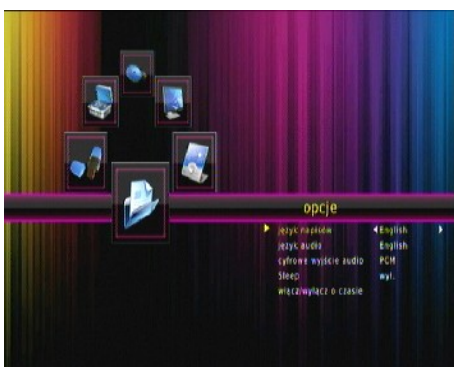 opcje
język napisów English
język audio English
cyfrowe wyjście audio PCM
Sleep wył.
włącz/wyłącz o czasie